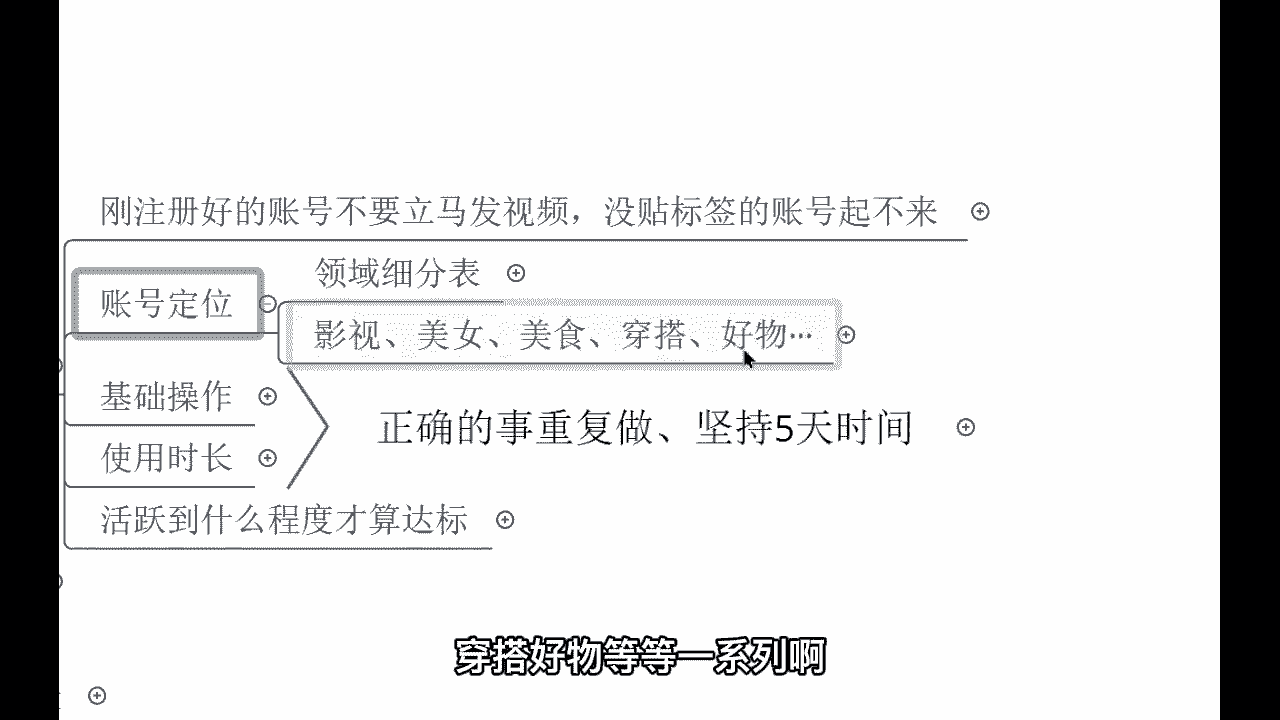 刚注册好的账号不要立马发视频，没贴标签的账号起不来
领域细分表
账号定位
影视、美女、美食、穿搭、好物…
基础操作
正确的事重复做、坚持5天时间
使用时长
活跃到什么程度才算达标
穿搭好物等等一系列啊